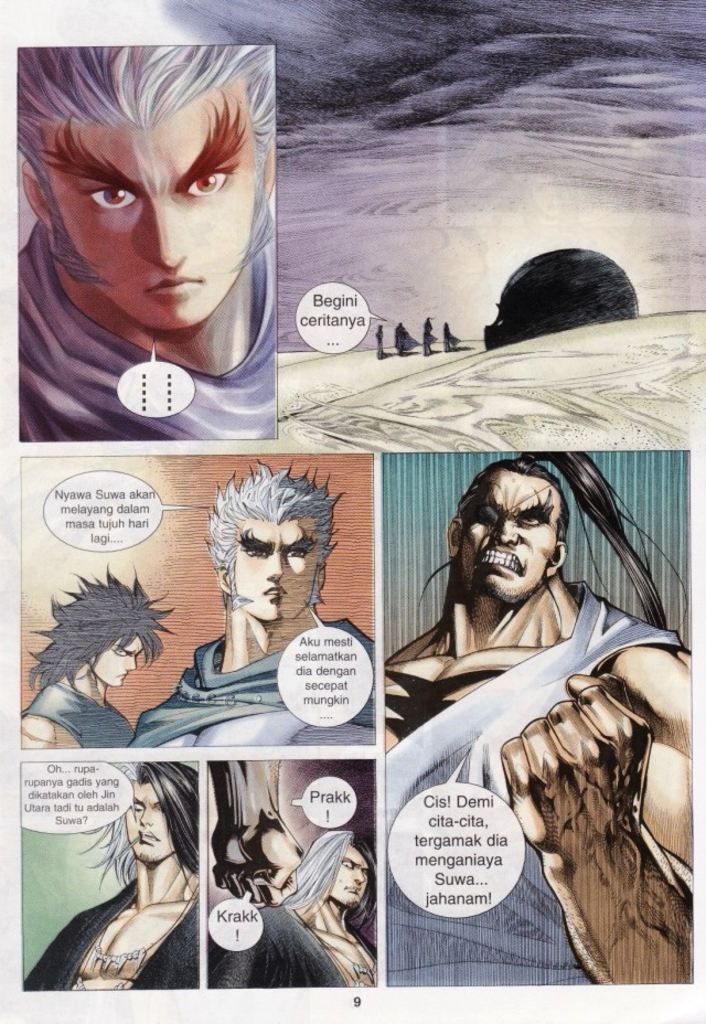 Begini
ceritanya
...
Nyawa Suwa akan
melayang dalam
masa tujuh hari
lagi....
Aku mesti
selamatkan
dia dengan
secepat
mungkin
....
Cis! Demi
cita-cita,
tergamak dia
menganiaya
Suwa...
jahanam!
Oh... rupa-
rupanya gadis yang
dikatakan oleh Jin
Utara tadi tu adalah
Suwa?
Prakk
!
Krakk
!
9